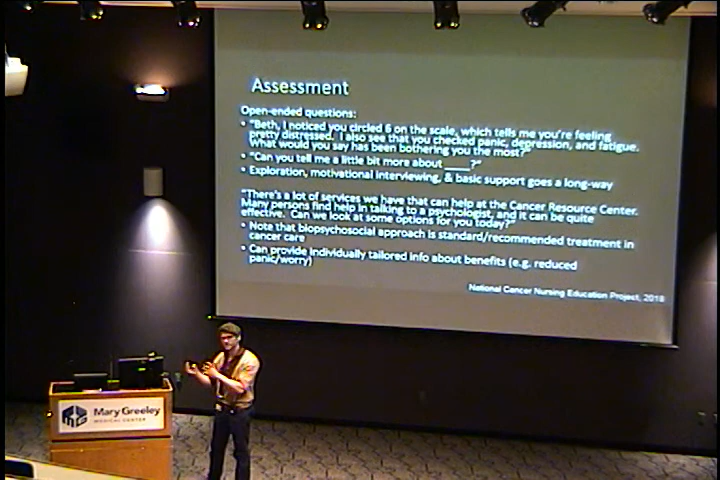 Assessment
Open-ended questions:
• "Beth, I noticed you circled 6 on the scale, which tells me you're feeling
pretty distressed. I also see that you checked panic, depression, and fatigue.
What would you say has been bothering you the most?"
• "Can you tell me a little bit more about ____?"
• Exploration, motivational interviewing, & basic support goes a long-way
"There's a lot of services we have that can help at the Cancer Resource Center.
Many persons find help in talking to a psychologist, and it can be quite
effective. Can we look at some options for you today?"
• Note that biopsychosocial approach is standard/recommended treatment in
cancer care
• Can provide individually tailored info about benefits (e.g. reduced
panic/worry)
National Cancer Nursing Education Project, 2018
Mary Greeley
MEDICAL CENTER